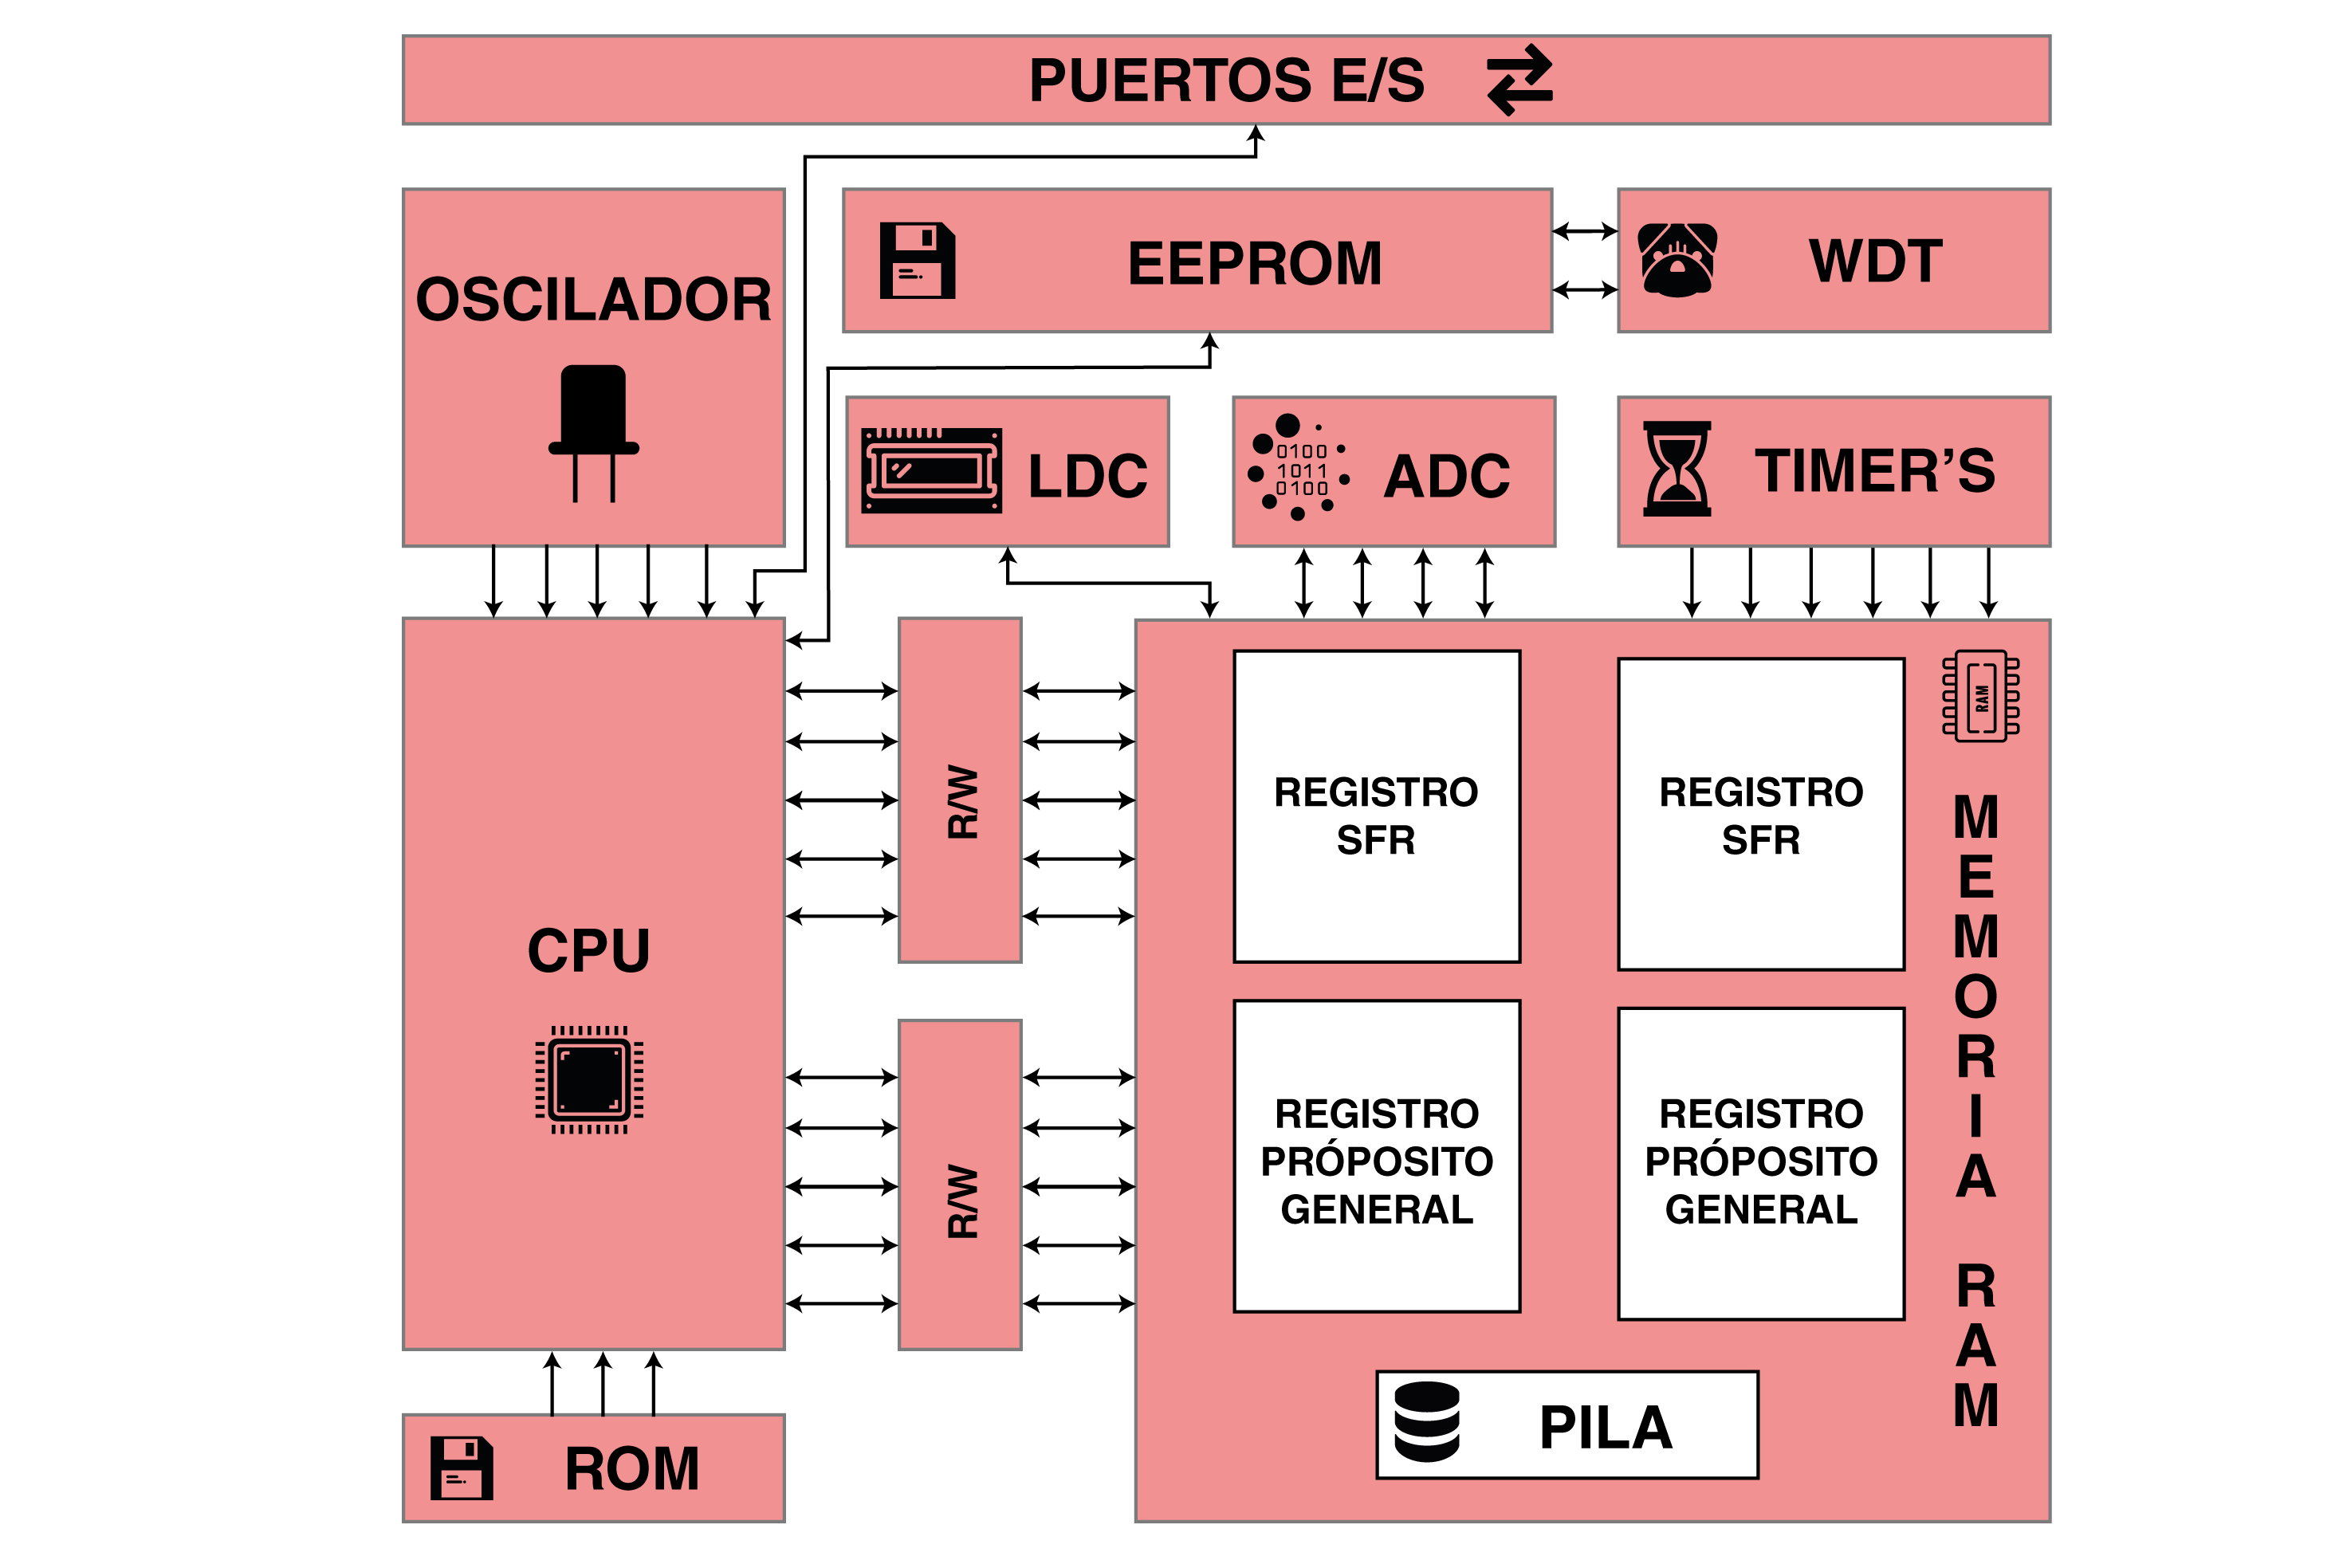 PUERTOS E/S
OSCILADOR
EEPROM
WDT
LDC
0100
1011
0100
ADC
TIMER’S
CPU
R/W
R/W
REGISTRO
SFR
REGISTRO
SFR
REGISTRO
PRÓPOSITO
GENERAL
REGISTRO
PRÓPOSITO
GENERAL
RAM
MEMORIA RAM
PILA
ROM